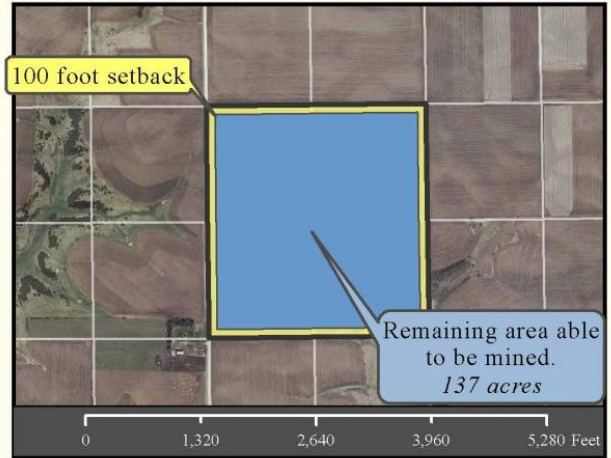 100 foot setback
Remaining area able
to be mined.
137 acres
0 1,320 2,640 3,960 5,280 Feet